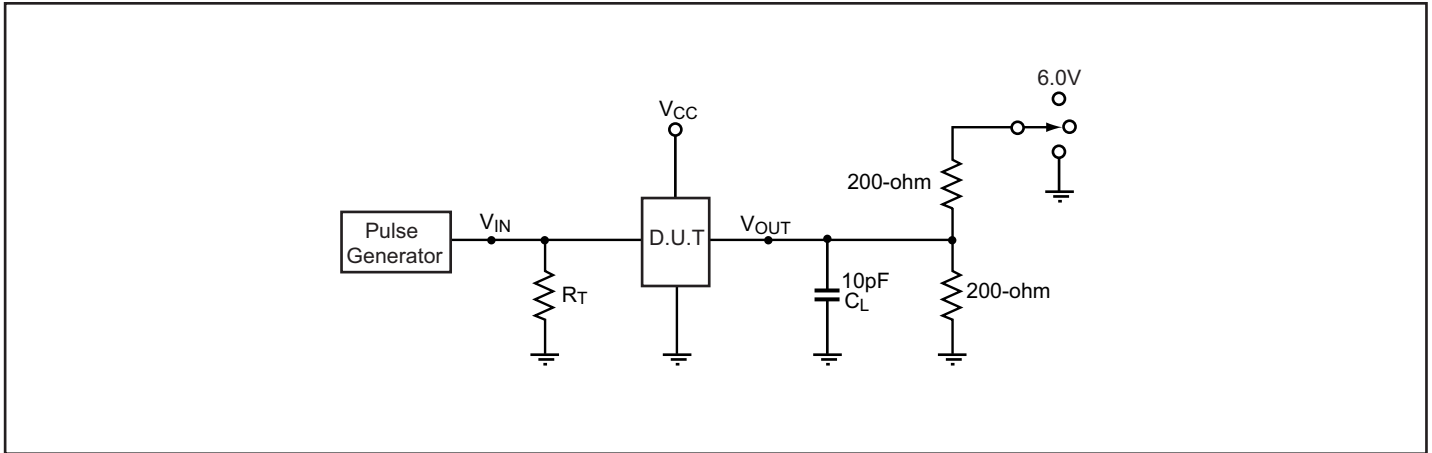 6.0V
VCC
200-ohm
Pulse
Generator
VIN
D.U.T
VOUT
RT
10pF
CL
200-ohm